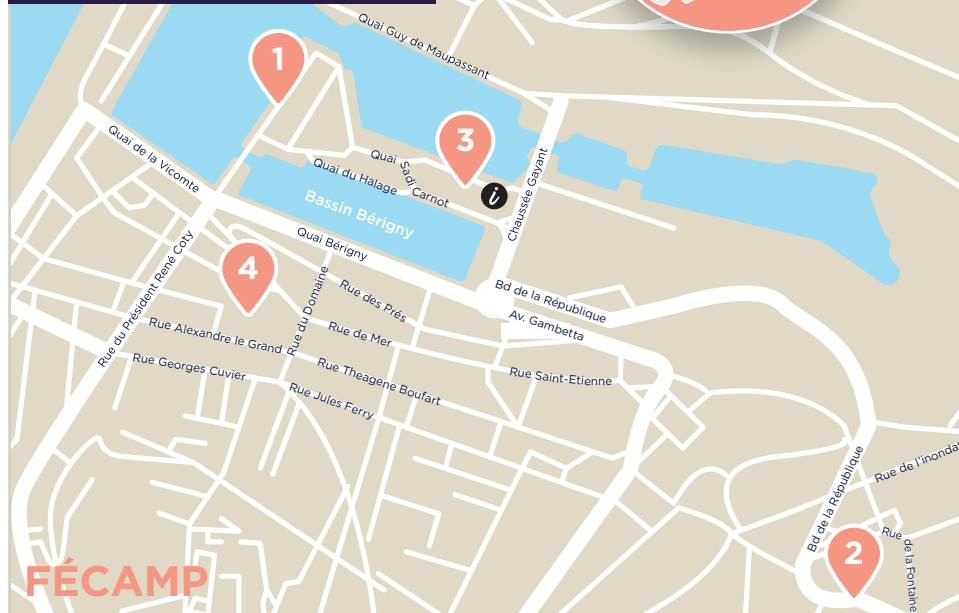 Quai Guy de Maupassant
1
3
Quai de la Vicomte
Quai Sadi Carnot
Quai du Halage
i
Chaussée Gayant
Bassin Bérigny
Quai Bérigny
4
Rue du Président René Coty
Rue du Domaine
Rue des Prés
Bd de la République
Av. Gambetta
Rue Alexandre le Grand
Rue de Mer
Rue Georges Cuvier
Rue Theagene Boufart
Rue Saint-Etienne
Rue Jules Ferry
Bd de la République
Rue de l'inondat
2
Rue de la Fontaine
FÉCAMP